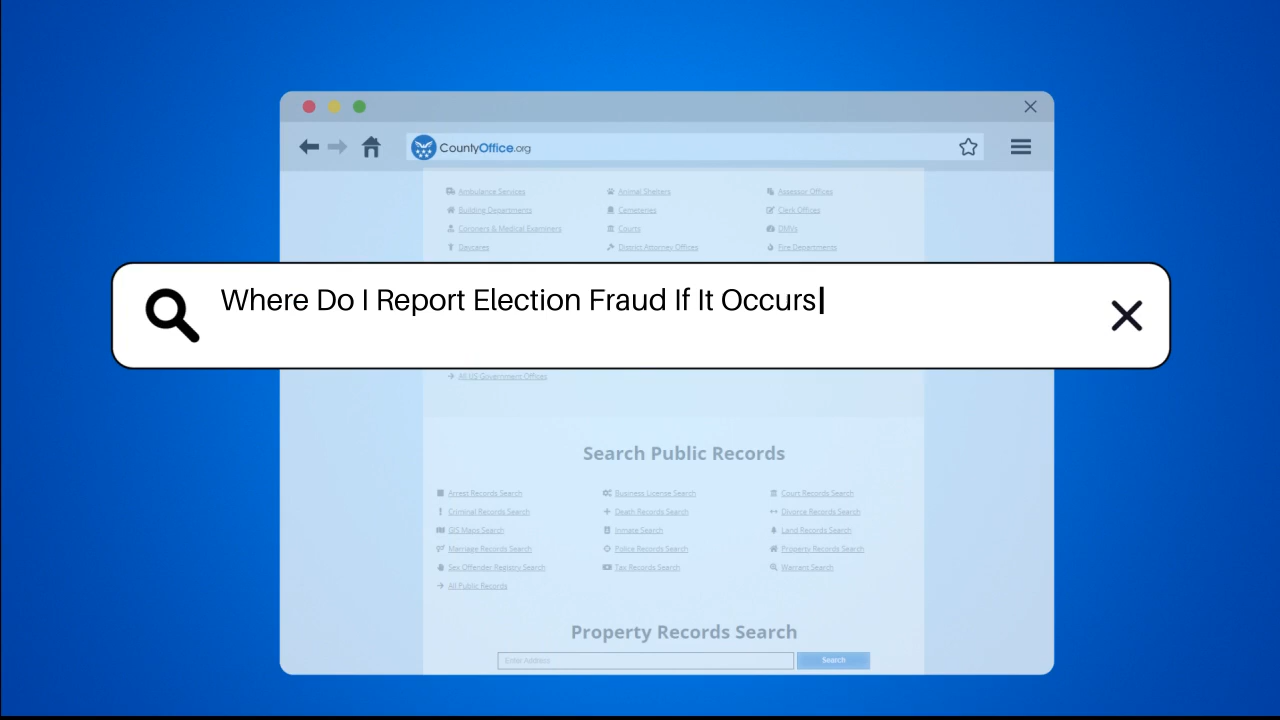 CountyOffice.org
Ambulance Services Animal Shelters Assessor Offices
Building Departments Cemeteries Clerk Offices
Coroners & Medical Examiners Courts DMVs
Daycares District Attorney Offices Fire Departments
Where Do I Report Election Fraud If It Occurs
All US Government Offices
Search Public Records
Arrest Records Search Business License Search Court Records Search
Criminal Records Search Death Records Search Divorce Records Search
GIS Maps Search Inmate Search Land Records Search
Marriage Records Search Police Records Search Property Records Search
Sex Offender Registry Search Tax Records Search Warrant Search
All Public Records
Property Records Search
Enter Address Search